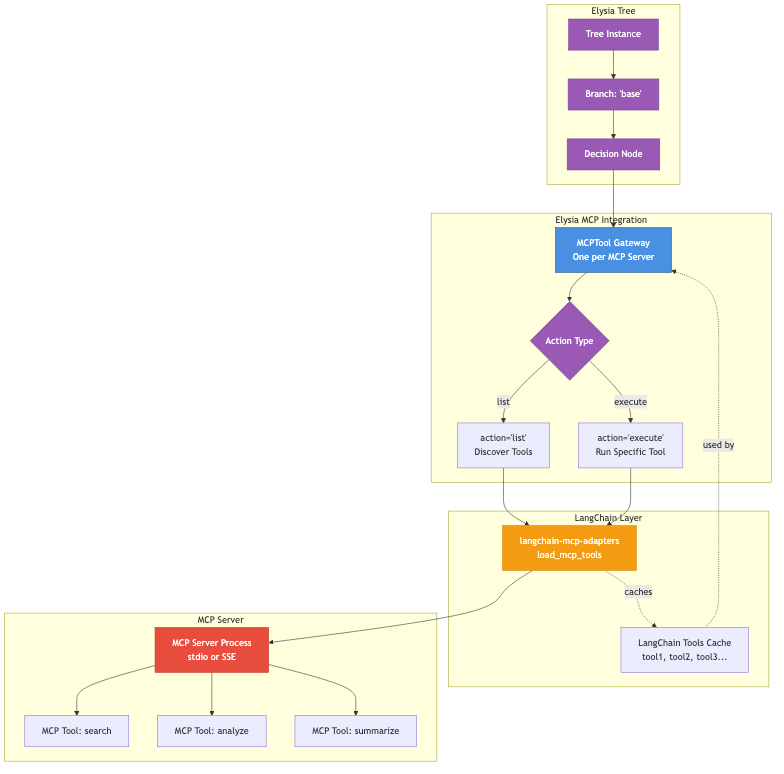 Elysia Tree
Tree Instance
Branch: 'base'
Decision Node
Elysia MCP Integration
MCPTool Gateway
One per MCP Server
Action Type
list
execute
action='list'
Discover Tools
action='execute'
Run Specific Tool
used by
LangChain Layer
langchain-mcp-adapters
load_mcp_tools
caches
LangChain Tools Cache
tool1, tool2, tool3...
MCP Server
MCP Server Process
stdio or SSE
MCP Tool: search
MCP Tool: analyze
MCP Tool: summarize